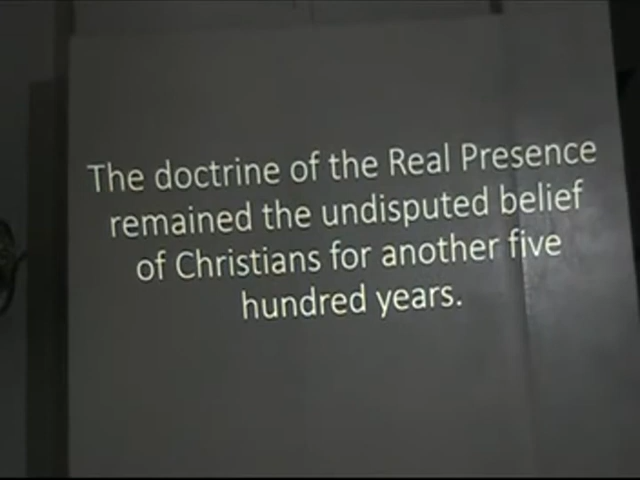 The doctrine of the Real Presence
remained the undisputed belief
of Christians for another five
hundred years.